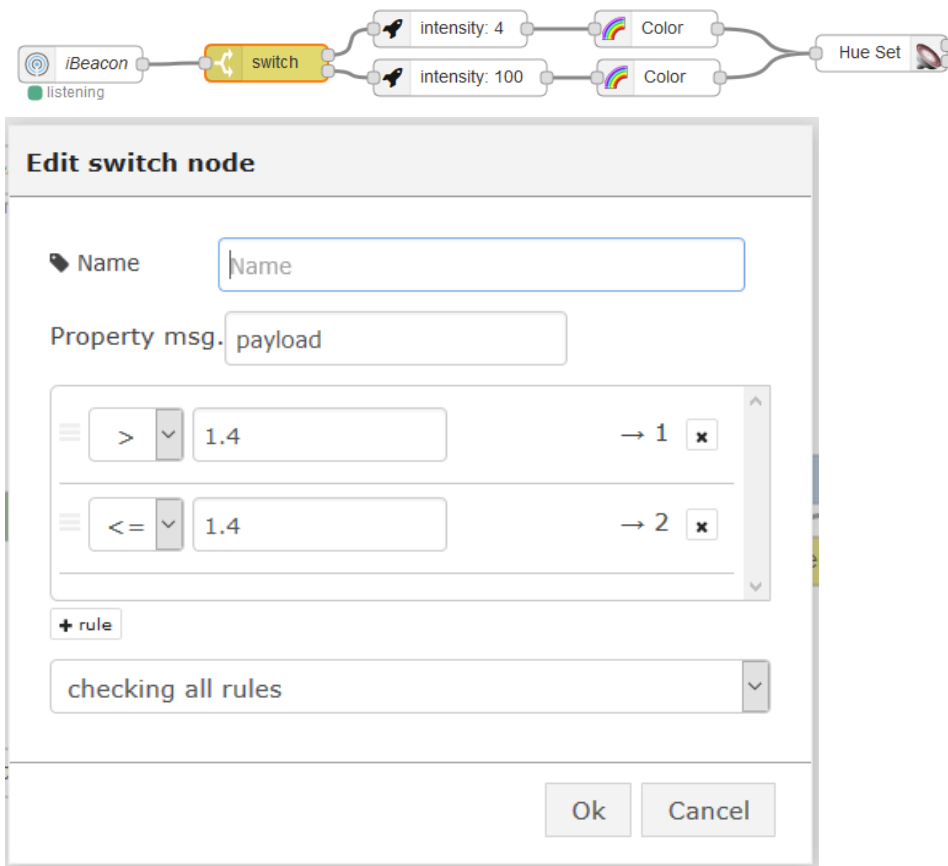 intensity: 4
Color
iBeacon
switch
Hue Set
intensity: 100
Color
listening
Edit switch node
Name
Name
Property msg. payload
> 1.4 → 1 x
<= 1.4 → 2 x
+ rule
checking all rules
Ok Cancel